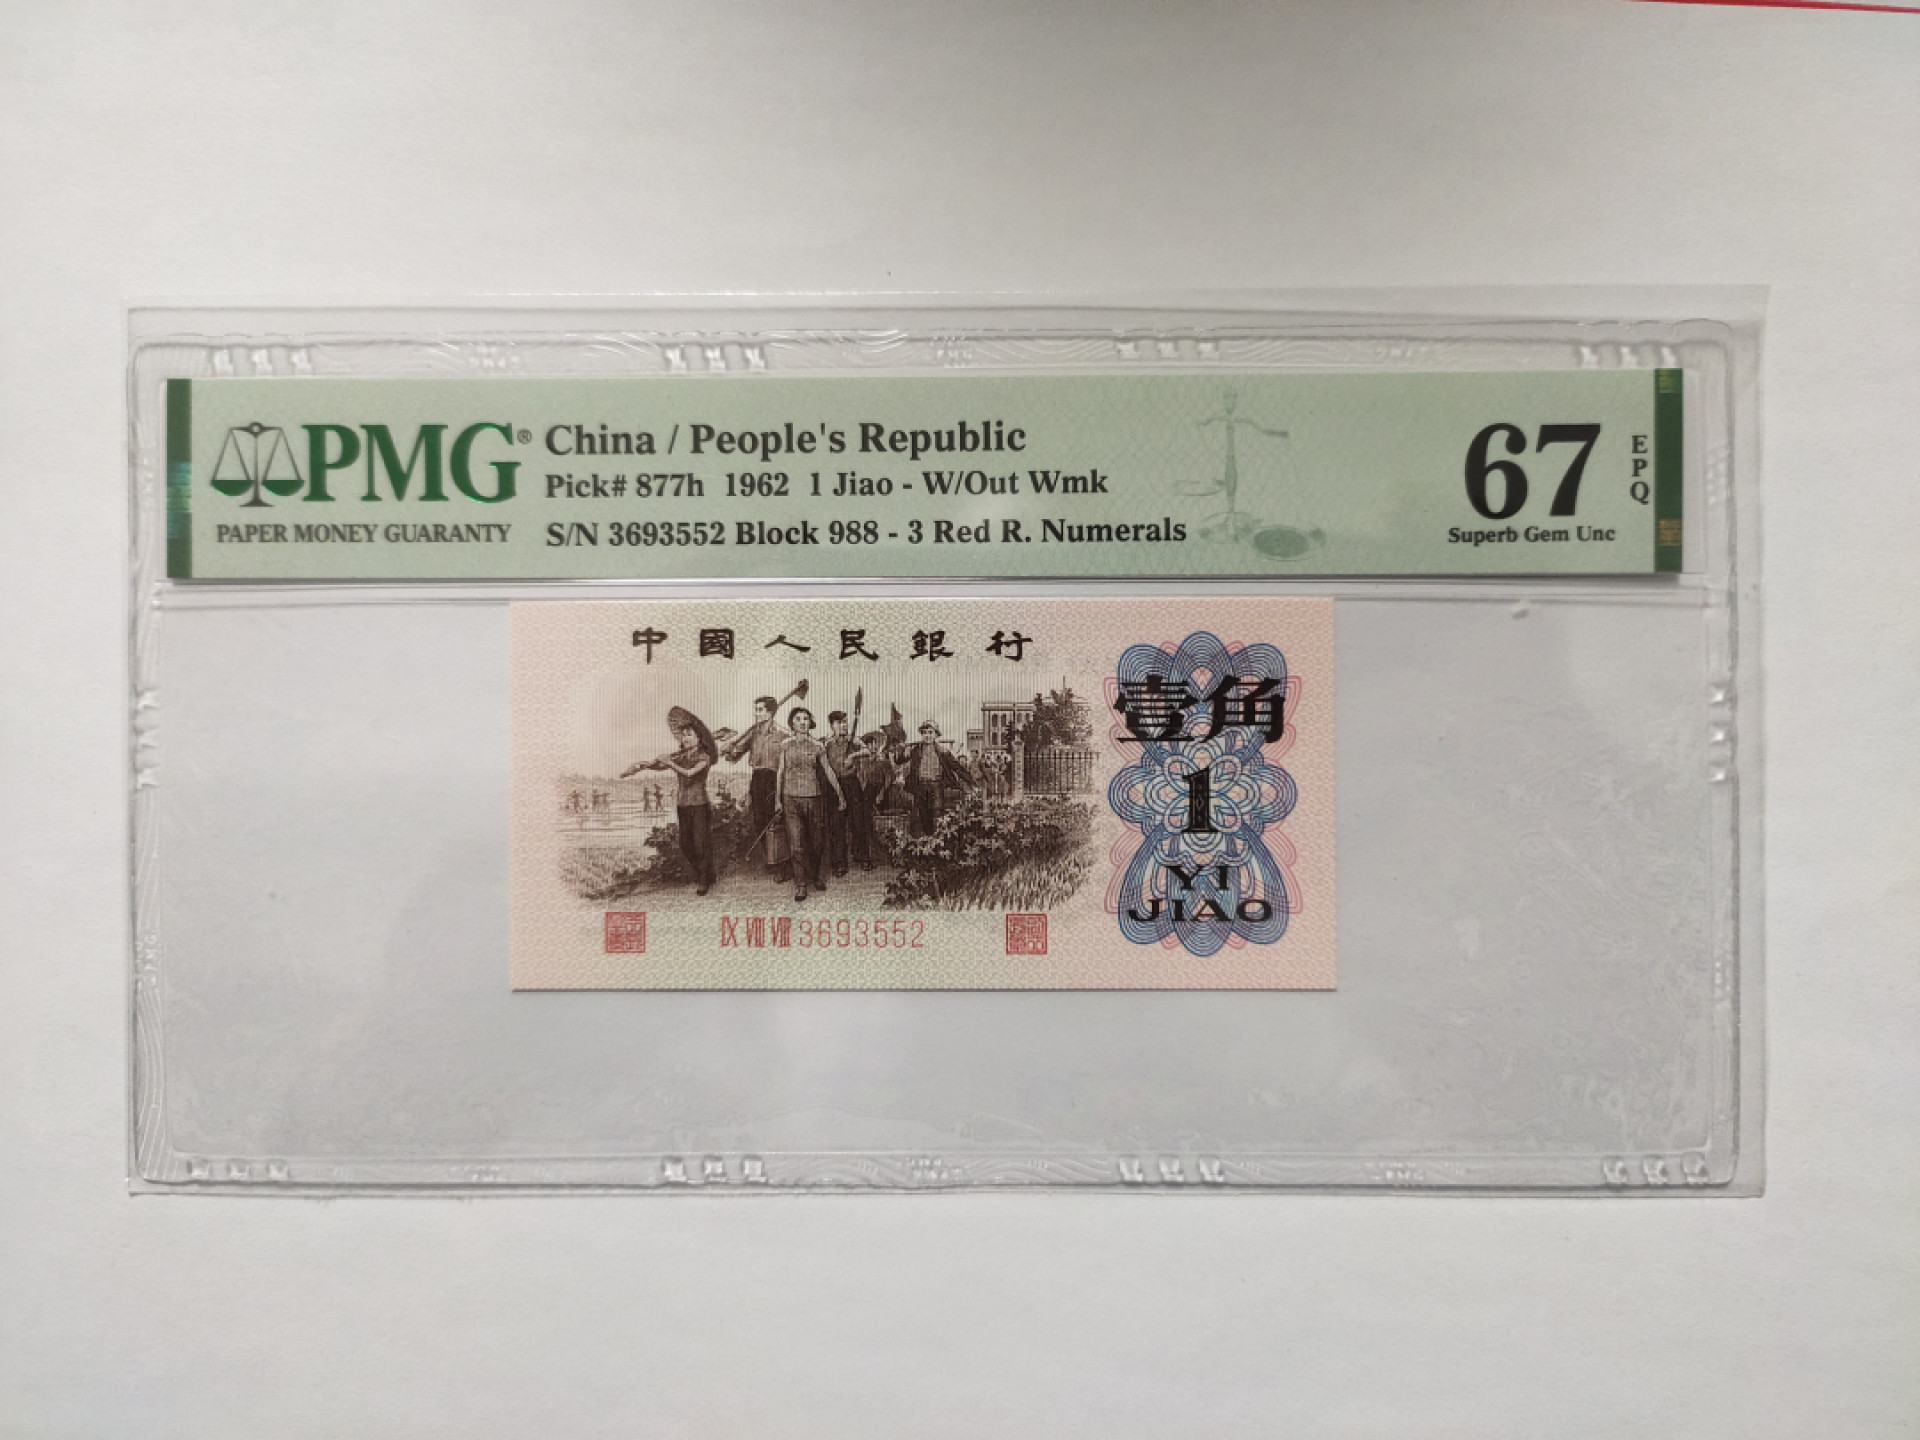 PMG®
PAPER MONEY GUARANTY
China / People's Republic
Pick# 877h 1962 1 Jiao - W/Out Wmk
S/N 3693552 Block 988 - 3 Red R. Numerals
67
EPQ
Superb Gem Unc
中國人民銀行
壹角
1
YI
JIAO
ⅨⅧⅧ3693552